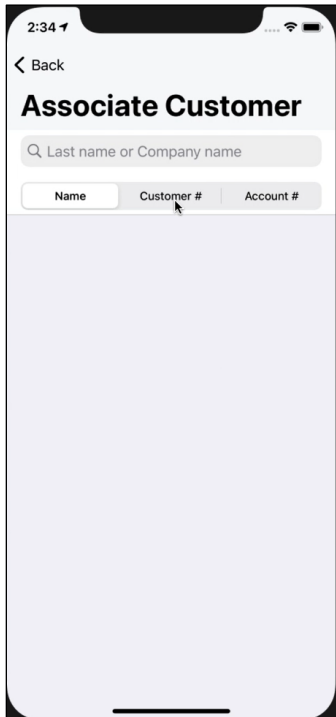 2:34
Back
Associate Customer
Last name or Company name
Name Customer # Account #